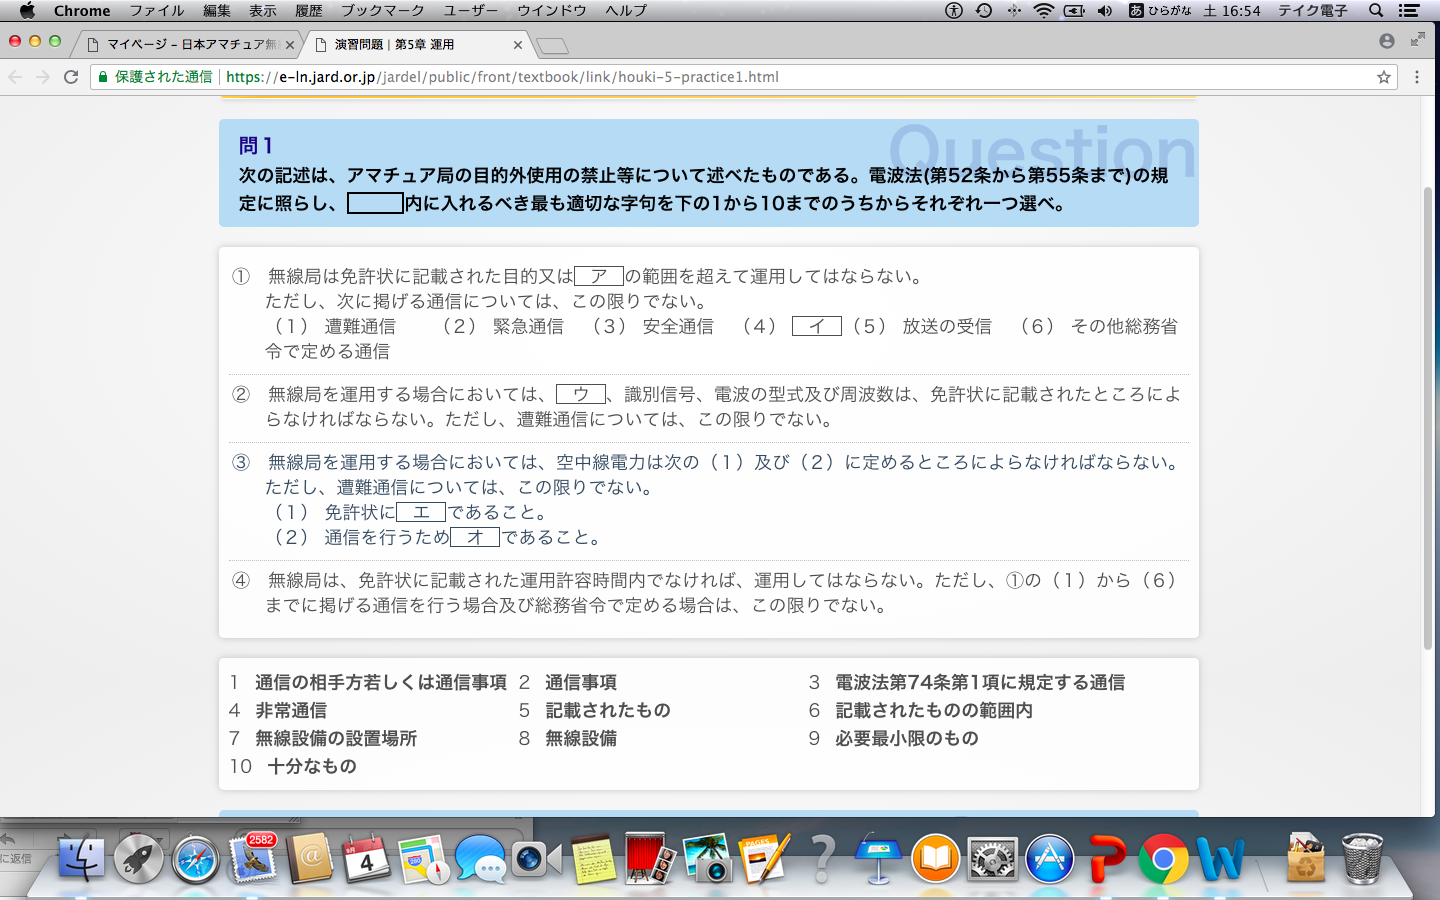 Chrome ファイル 編集 表示 履歴 ブックマーク ユーザー ウインドウ ヘルプ あ ひらがな 土 16:54 テイク電子
マイページ – 日本アマチュア無
演習問題 | 第5章 運用
保護された通信 https://e-ln.jard.or.jp/jardel/public/front/textbook/link/houki-5-practice1.html
Question
問 1
次の記述は、アマチュア局の目的外使用の禁止等について述べたものである。電波法(第52条から第55条まで)の規
定に照らし、 内に入れるべき最も適切な字句を下の1から10までのうちからそれぞれ一つ選べ。
① 無線局は免許状に記載された目的又は ア の範囲を超えて運用してはならない。
ただし、次に掲げる通信については、この限りでない。
（1） 遭難通信 （2） 緊急通信 （3） 安全通信 （4） イ （5） 放送の受信 （6） その他総務省
令で定める通信
② 無線局を運用する場合においては、 ウ 、識別信号、電波の型式及び周波数は、免許状に記載されたところによ
らなければならない。ただし、遭難通信については、この限りでない。
③ 無線局を運用する場合においては、空中線電力は次の（1）及び（2）に定めるところによらなければならない。
ただし、遭難通信については、この限りでない。
（1） 免許状に エ であること。
（2） 通信を行うため オ であること。
④ 無線局は、免許状に記載された運用許容時間内でなければ、運用してはならない。ただし、①の（1）から（6）
までに掲げる通信を行う場合及び総務省令で定める場合は、この限りでない。
1 通信の相手方若しくは通信事項 2 通信事項 3 電波法第74条第1項に規定する通信
4 非常通信 5 記載されたもの 6 記載されたものの範囲内
7 無線設備の設置場所 8 無線設備 9 必要最小限のもの
10 十分なもの
に返信
2582
4
280
PAGES